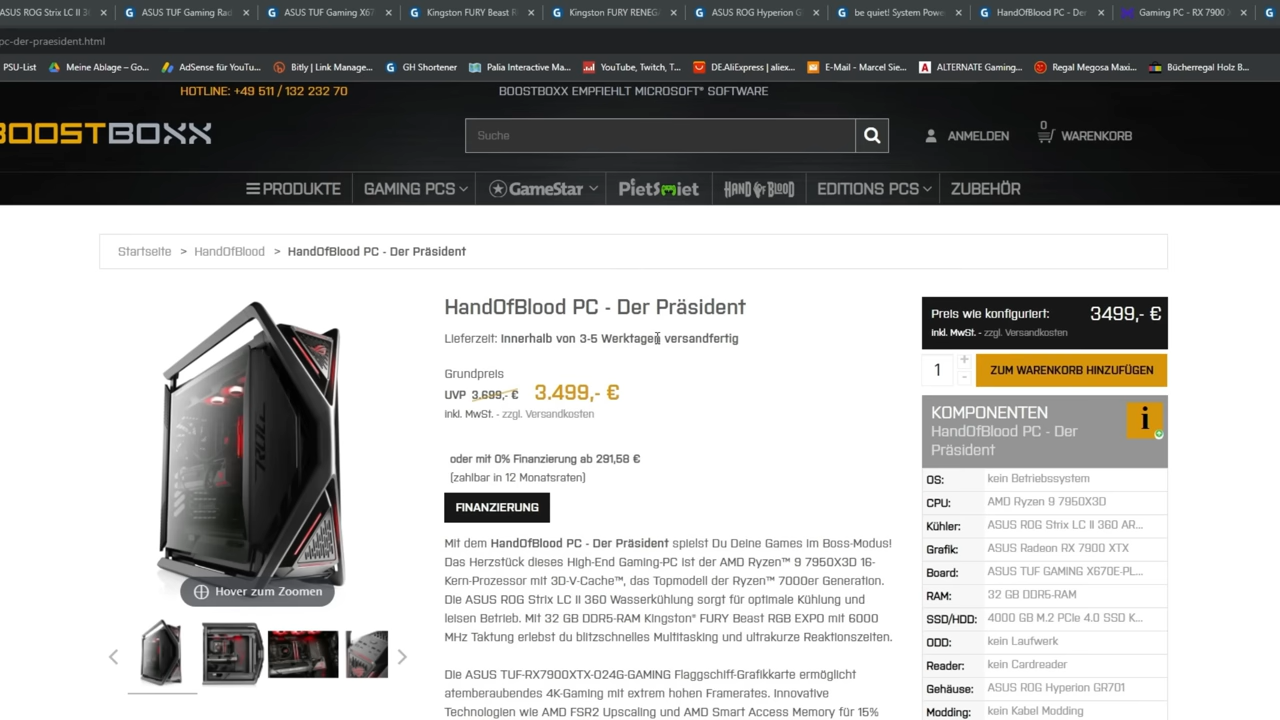 ASUS ROG Strix LC II 3
ASUS TUF Gaming Rad
ASUS TUF Gaming X67
Kingston FURY Beast R
Kingston FURY RENEG
ASUS ROG Hyperion G
be quiet! System Powe
HandOfBlood PC - Der
Gaming PC - RX 7900 X
pc-der-praesident.html
PSU-List
Meine Ablage – Go...
AdSense für YouTu...
Bitly | Link Manage...
GH Shortener
Palia Interactive Ma...
YouTube, Twitch, T...
DE.AliExpress | aliex...
E-Mail - Marcel Sie...
ALTERNATE Gaming...
Regal Megosa Maxi...
Bücherregal Holz B...
HOTLINE: +49 511 / 132 232 70
BOOSTBOXX EMPFIEHLT MICROSOFT® SOFTWARE
BOOSTBOXX
Suche
ANMELDEN
0
WARENKORB
PRODUKTE
GAMING PCS
GameStar
PietSmiet
HAND OF BLOOD
EDITIONS PCS
ZUBEHÖR
Startseite > HandOfBlood > HandOfBlood PC - Der Präsident
HandOfBlood PC - Der Präsident
Lieferzeit: Innerhalb von 3-5 Werktagen versandfertig
Grundpreis
UVP 3.699,- € 3.499,- €
inkl. MwSt. - zzgl. Versandkosten
oder mit 0% Finanzierung ab 291,58 €
(zahlbar in 12 Monatsraten)
FINANZIERUNG
Mit dem HandOfBlood PC - Der Präsident spielst Du Deine Games im Boss-Modus!
Das Herzstück dieses High-End Gaming-PC ist der AMD Ryzen™ 9 7950X3D 16-
Kern-Prozessor mit 3D-V-Cache™, das Topmodell der Ryzen™ 7000er Generation.
Die ASUS ROG Strix LC II 360 Wasserkühlung sorgt für optimale Kühlung und
leisen Betrieb. Mit 32 GB DDR5-RAM Kingston® FURY Beast RGB EXPO mit 6000
MHz Taktung erlebst du blitzschnelles Multitasking und ultrakurze Reaktionszeiten.
Die ASUS TUF-RX7900XTX-O24G-GAMING Flaggschiff-Grafikkarte ermöglicht
atemberaubendes 4K-Gaming mit extrem hohen Framerates. Innovative
Technologien wie AMD FSR2 Upscaling und AMD Smart Access Memory für 15%
Hover zum Zoomen
Preis wie konfiguriert: 3499,- €
inkl. MwSt. - zzgl. Versandkosten
1
+
-
ZUM WARENKORB HINZUFÜGEN
KOMPONENTEN
HandOfBlood PC - Der
Präsident
i
OS: kein Betriebssystem
CPU: AMD Ryzen 9 7950X3D
Kühler: ASUS ROG Strix LC II 360 AR...
Grafik: ASUS Radeon RX 7900 XTX
Board: ASUS TUF GAMING X670E-PL...
RAM: 32 GB DDR5-RAM
SSD/HDD: 4000 GB M.2 PCIe 4.0 SSD K...
ODD: kein Laufwerk
Reader: kein Cardreader
Gehäuse: ASUS ROG Hyperion GR701
Modding: kein Kabel Modding